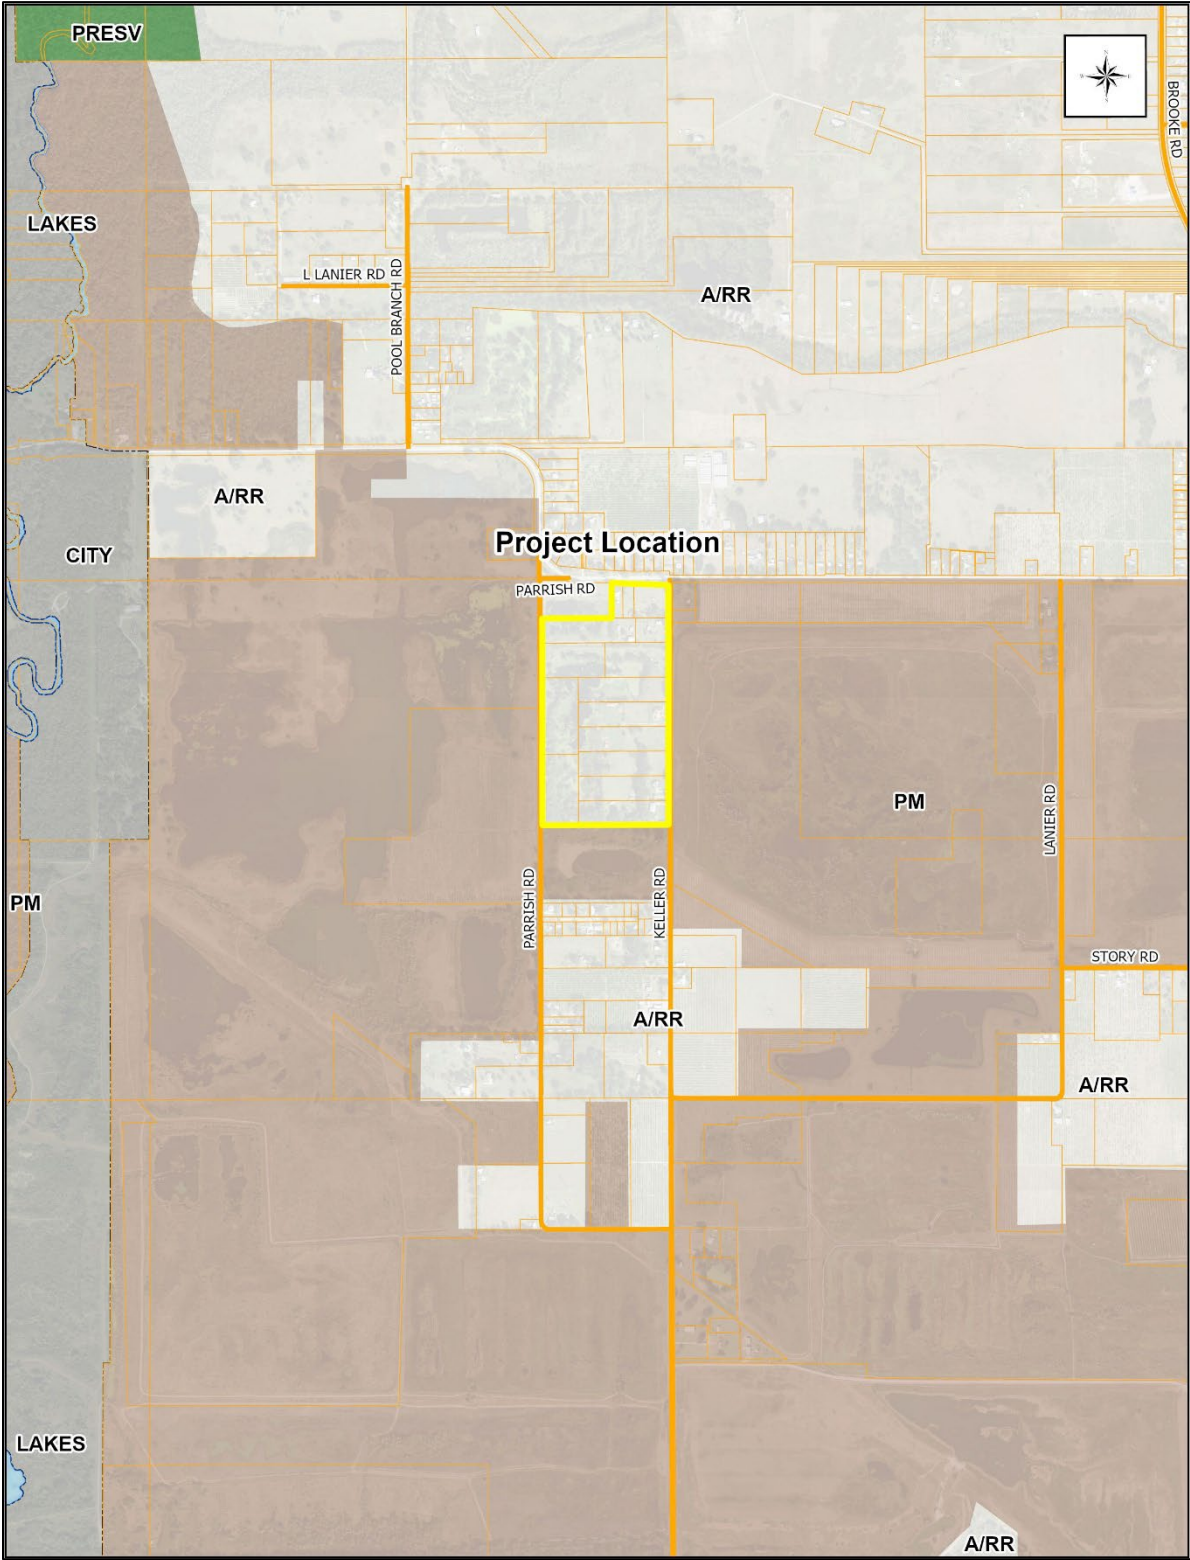 PRESV
BROOKE RD
LAKES
L LANIER RD
POOL BRANCH RD
A/RR
A/RR
CITY
Project Location
PARRISH RD
PM
LANIER RD
PARRISH RD
KELLER RD
PM
STORY RD
A/RR
A/RR
LAKES
A/RR